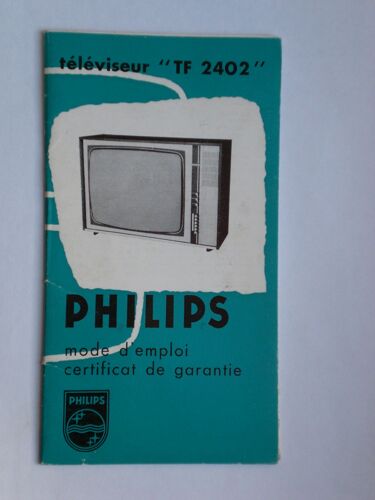 téléviseur "TF 2402"
PHILIPS
mode d'emploi
certificat de garantie
PHILIPS